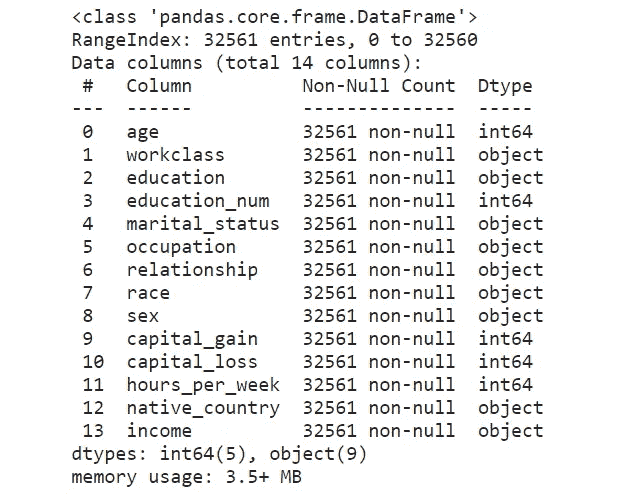 <class 'pandas.core.frame.DataFrame'>
RangeIndex: 32561 entries, 0 to 32560
Data columns (total 14 columns):
 #   Column          Non-Null Count  Dtype
---  ------          --------------  -----
 0   age             32561 non-null  int64
 1   workclass       32561 non-null  object
 2   education       32561 non-null  object
 3   education_num   32561 non-null  int64
 4   marital_status  32561 non-null  object
 5   occupation      32561 non-null  object
 6   relationship    32561 non-null  object
 7   race            32561 non-null  object
 8   sex             32561 non-null  object
 9   capital_gain    32561 non-null  int64
 10  capital_loss    32561 non-null  int64
 11  hours_per_week  32561 non-null  int64
 12  native_country  32561 non-null  object
 13  income          32561 non-null  object
dtypes: int64(5), object(9)
memory usage: 3.5+ MB